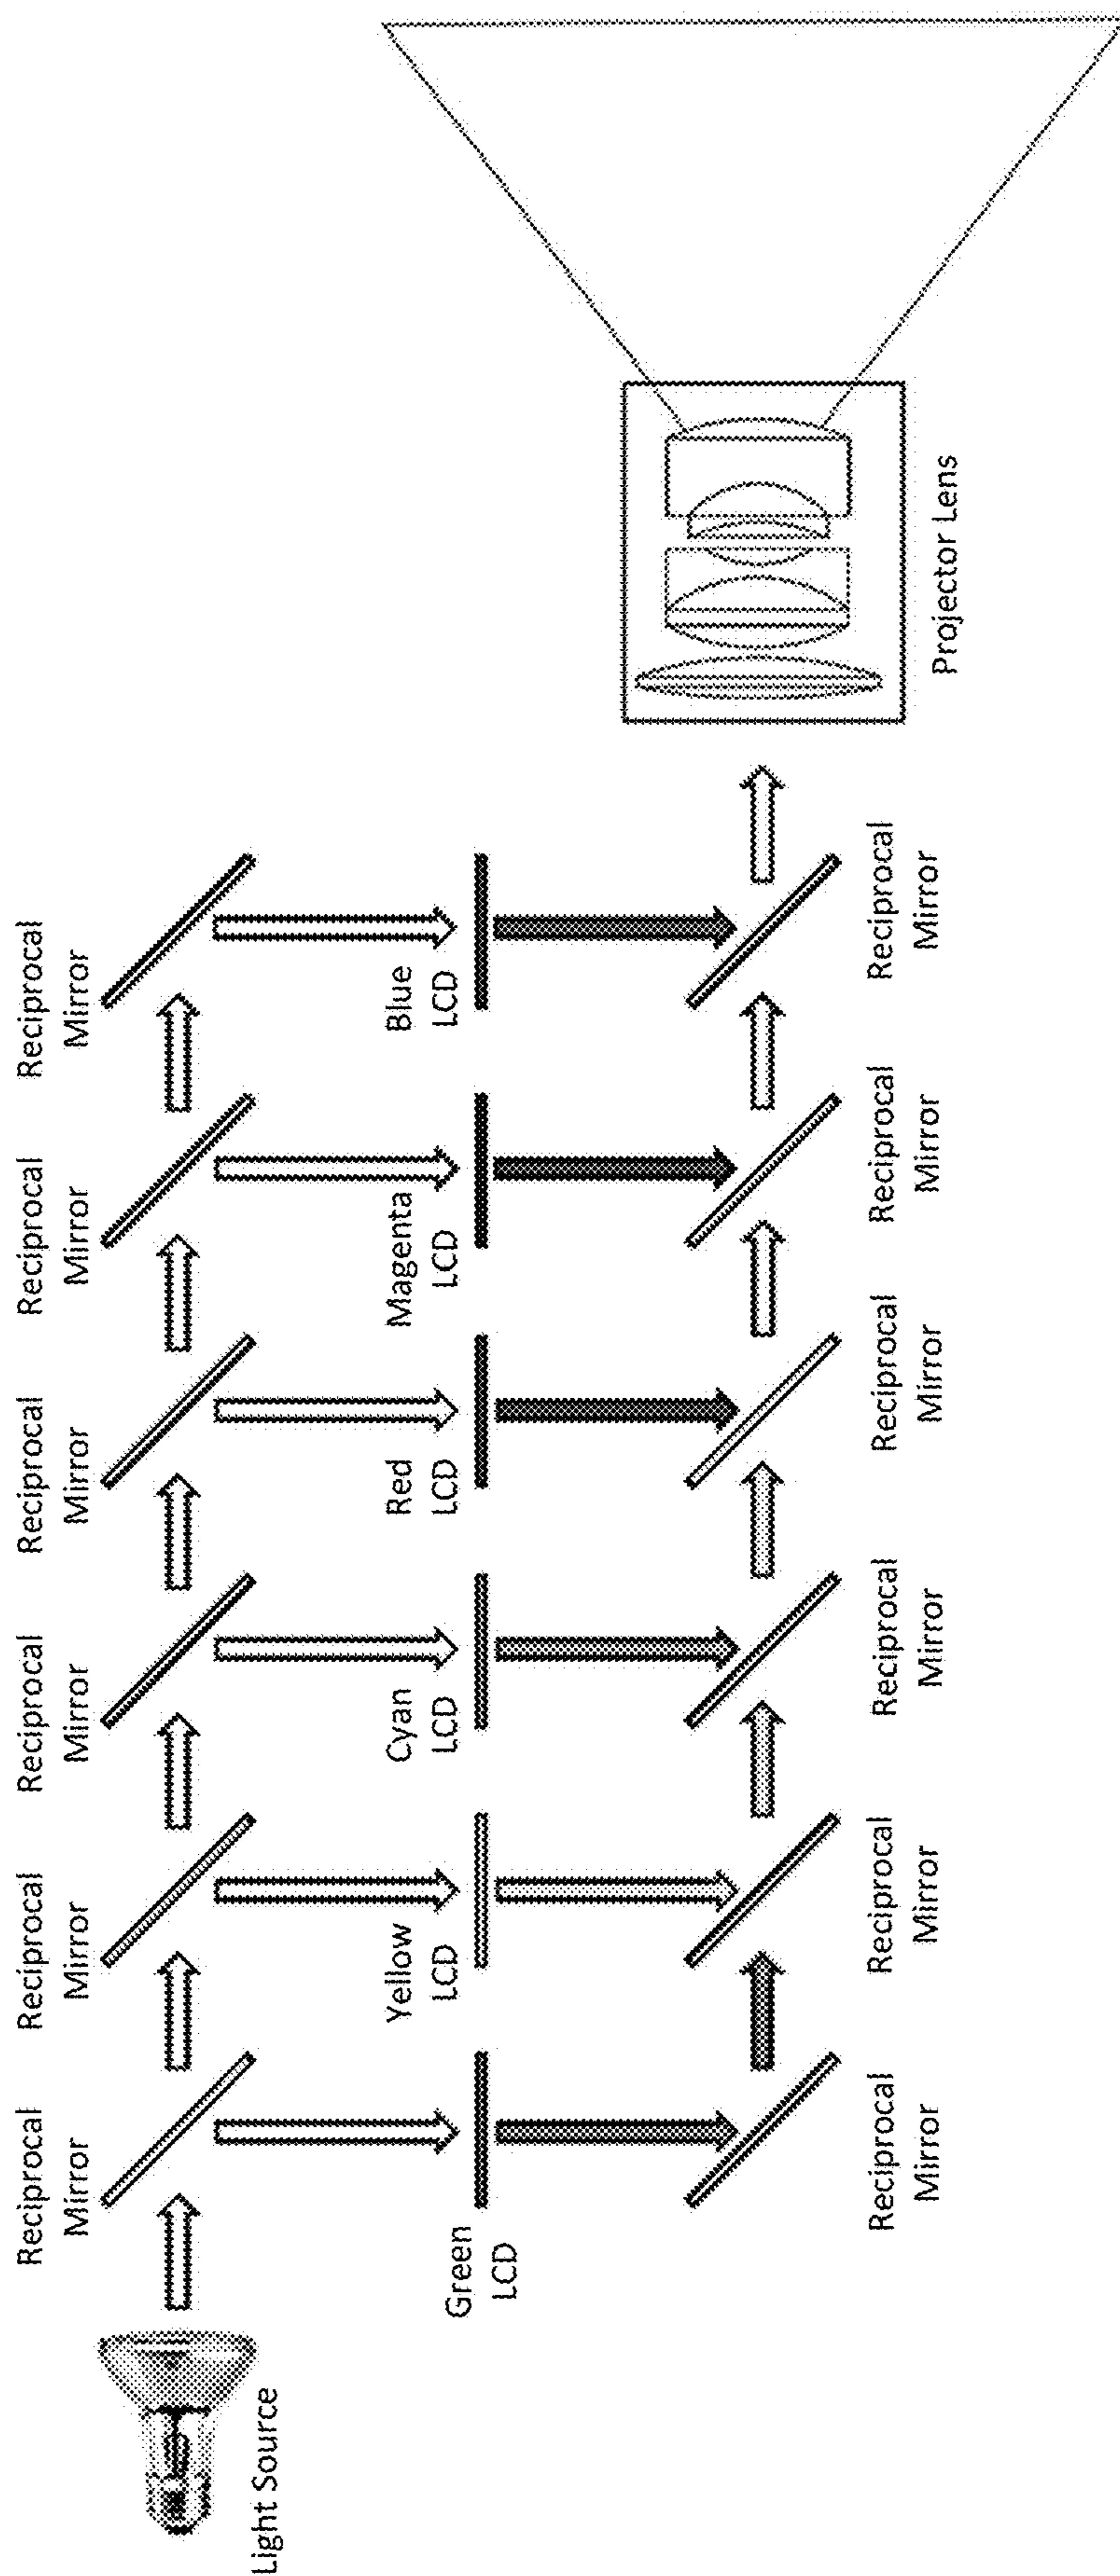 Reciprocal
Mirror
Reciprocal
Mirror
Reciprocal
Mirror
Reciprocal
Mirror
Reciprocal
Mirror
Reciprocal
Mirror
Light Source
Green
LCD
Yellow
LCD
Cyan
LCD
Red
LCD
Magenta
LCD
Blue
LCD
Reciprocal
Mirror
Reciprocal
Mirror
Reciprocal
Mirror
Reciprocal
Mirror
Reciprocal
Mirror
Reciprocal
Mirror
Projector Lens